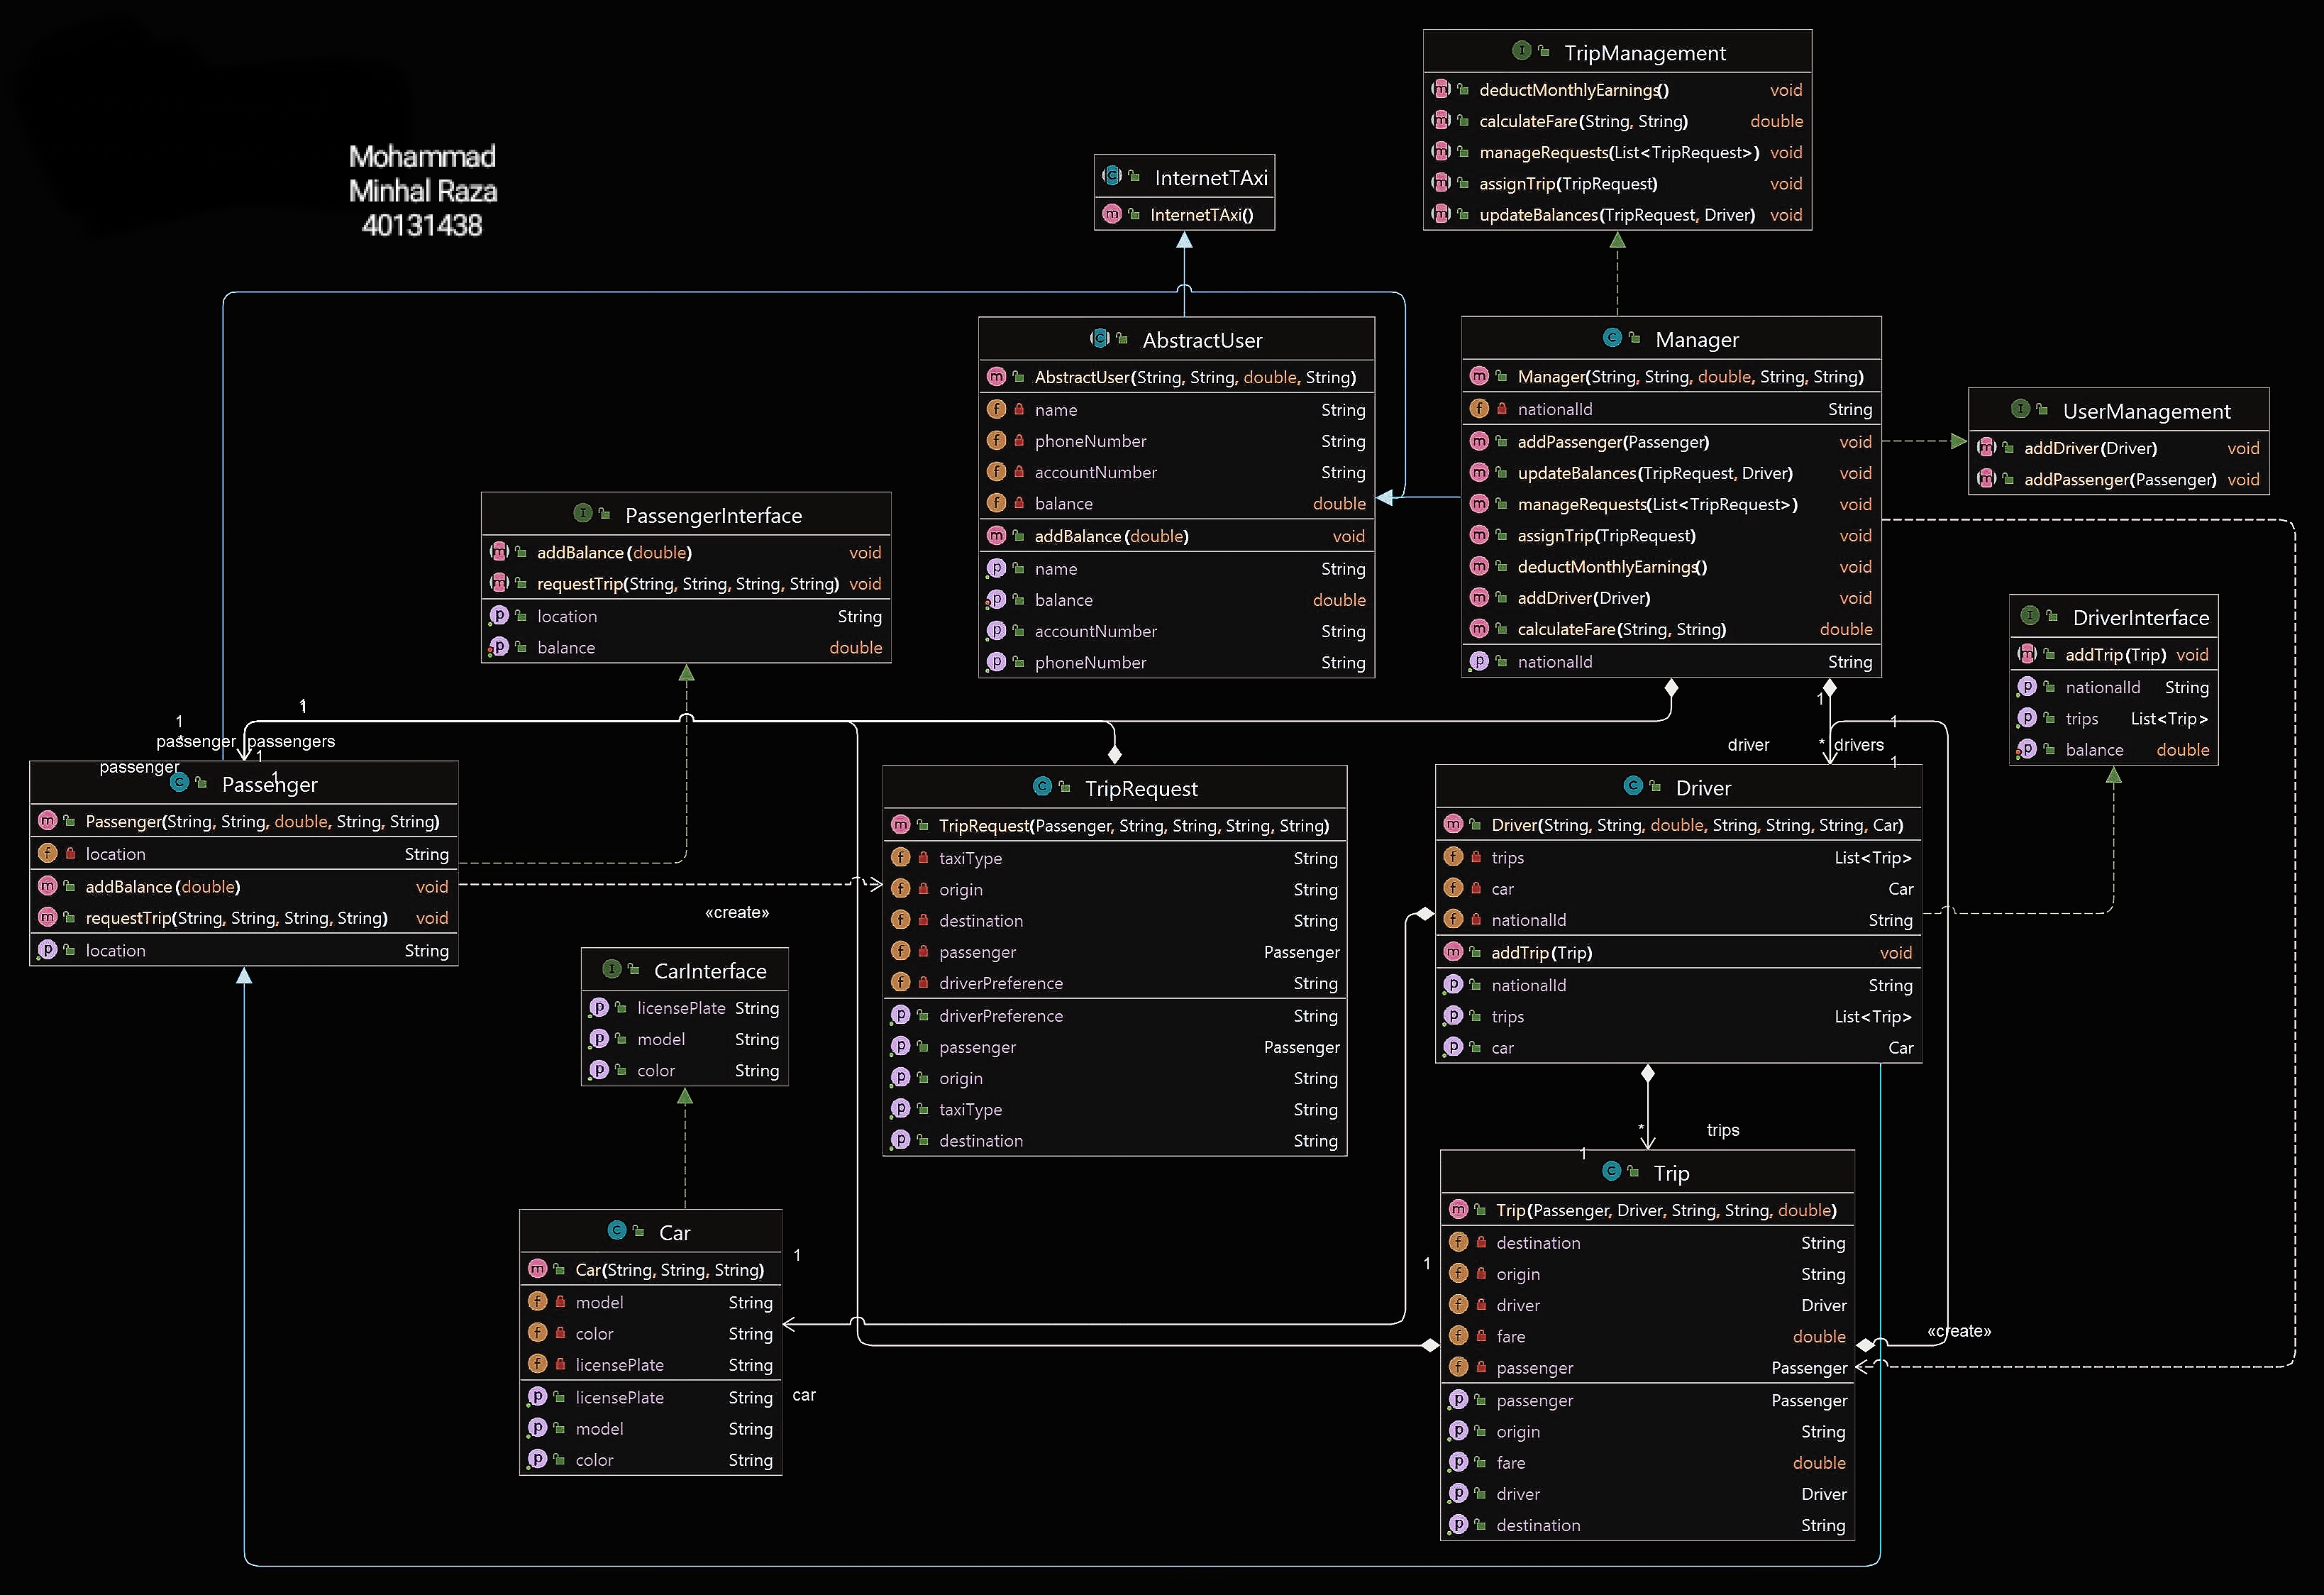 Mohammad
Minhal Raza
40131438
TripManagement
deductMonthlyEarnings() void
calculateFare(String, String) double
manageRequests(List<TripRequest>) void
assignTrip(TripRequest) void
updateBalances(TripRequest, Driver) void
InternetTAxi
InternetTAxi()
AbstractUser
AbstractUser(String, String, double, String)
name String
phoneNumber String
accountNumber String
balance double
addBalance(double) void
name String
balance double
accountNumber String
phoneNumber String
Manager
Manager(String, String, double, String, String)
nationalId String
addPassenger(Passenger) void
updateBalances(TripRequest, Driver) void
manageRequests(List<TripRequest>) void
assignTrip(TripRequest) void
deductMonthlyEarnings() void
addDriver(Driver) void
calculateFare(String, String) double
nationalId String
UserManagement
addDriver(Driver) void
addPassenger(Passenger) void
PassengerInterface
addBalance(double) void
requestTrip(String, String, String, String) void
location String
balance double
DriverInterface
addTrip(Trip) void
nationalId String
trips List<Trip>
balance double
1
1
passenger passengers
1
passenger
1
Passenger
Passenger(String, String, double, String, String)
location String
addBalance(double) void
requestTrip(String, String, String, String) void
location String
«create»
TripRequest
TripRequest(Passenger, String, String, String, String)
taxiType String
origin String
destination String
passenger Passenger
driverPreference String
driverPreference String
passenger Passenger
origin String
taxiType String
destination String
1
1
driver * drivers
1
Driver
Driver(String, String, double, String, String, String, Car)
trips List<Trip>
car Car
nationalId String
addTrip(Trip) void
nationalId String
trips List<Trip>
car Car
CarInterface
licensePlate String
model String
color String
Car
Car(String, String, String)
model String
color String
licensePlate String
licensePlate String
model String
color String
1
car
* trips
1
1
Trip
Trip(Passenger, Driver, String, String, double)
destination String
origin String
driver Driver
fare double
passenger Passenger
passenger Passenger
origin String
fare double
driver Driver
destination String
«create»